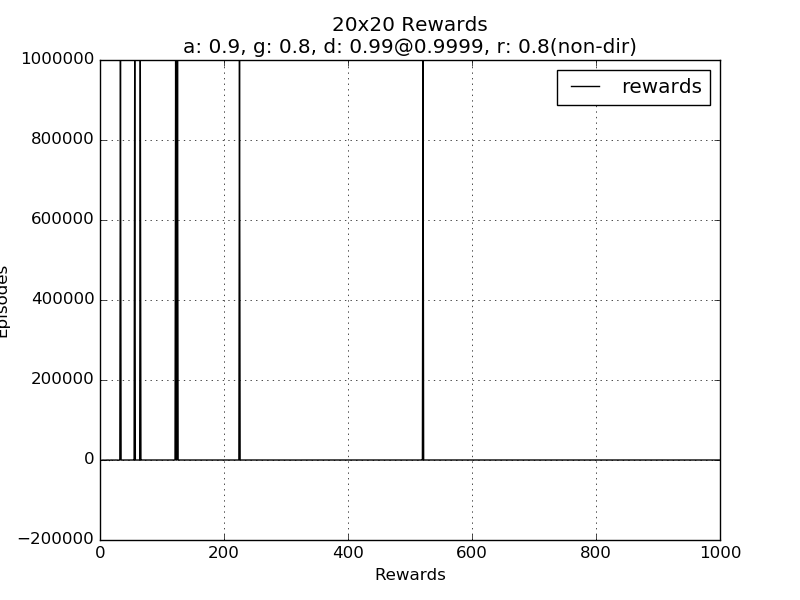 20x20 Rewards
a: 0.9, g: 0.8, d: 0.99@0.9999, r: 0.8(non-dir)
1000000
800000
600000
400000
200000
0
−200000
Episodes
rewards
0 200 400 600 800 1000
Rewards